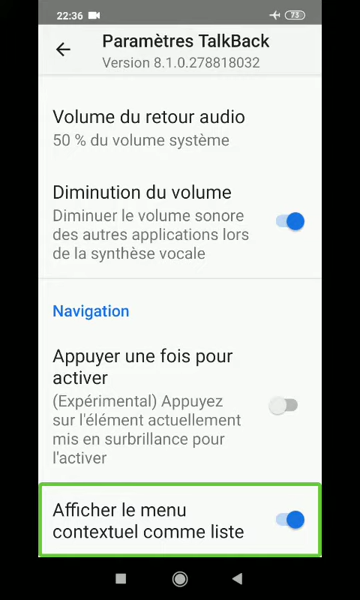 22:36 73
Paramètres TalkBack
Version 8.1.0.278818032
Volume du retour audio
50 % du volume système
Diminution du volume
Diminuer le volume sonore
des autres applications lors
de la synthèse vocale
Navigation
Appuyer une fois pour
activer
(Expérimental) Appuyez
sur l'élément actuellement
mis en surbrillance pour
l'activer
Afficher le menu
contextuel comme liste